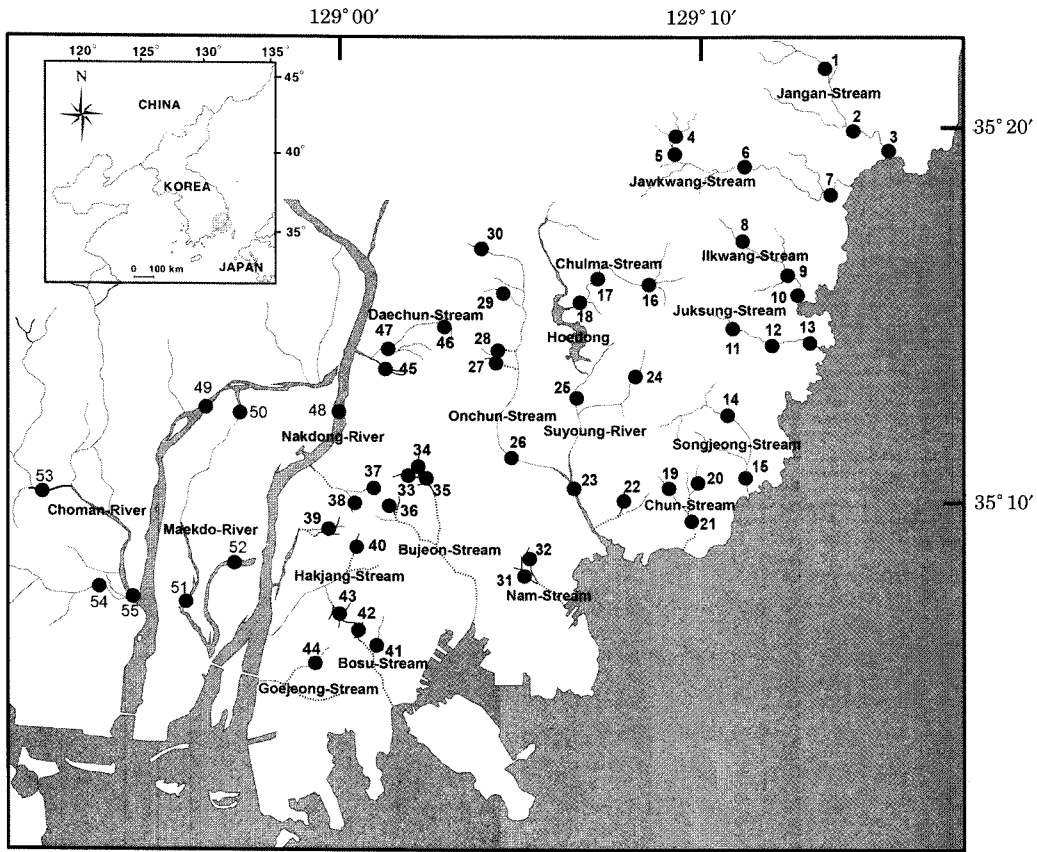 129°00′ 129°10′
120° 125° 130° 135°
N
45°
CHINA
40°
KOREA
35°
0 100 km
JAPAN
1
Jangan-Stream
2
35°20′
3
4
5
6
Jawkwang-Stream
7
8
Ilkwang-Stream
9
10
30
Chulma-Stream
17
16
18
29
Juksung-Stream
Daechun-Stream
46
47
Hoedong
11
12
13
28
27
45
24
25
49
50
48
14
Onchun-Stream
Suyoung-River
Songjeong-Stream
Nakdong-River
26
34
53
37
33
35
23
22
19
20
15
35°10′
Choman-River
38
36
Chun-Stream
21
Maekdo-River
39
40
Bujeon-Stream
52
32
Hakjang-Stream
31
Nam-Stream
54
55
51
43
42
41
44
Bosu-Stream
Goejeong-Stream